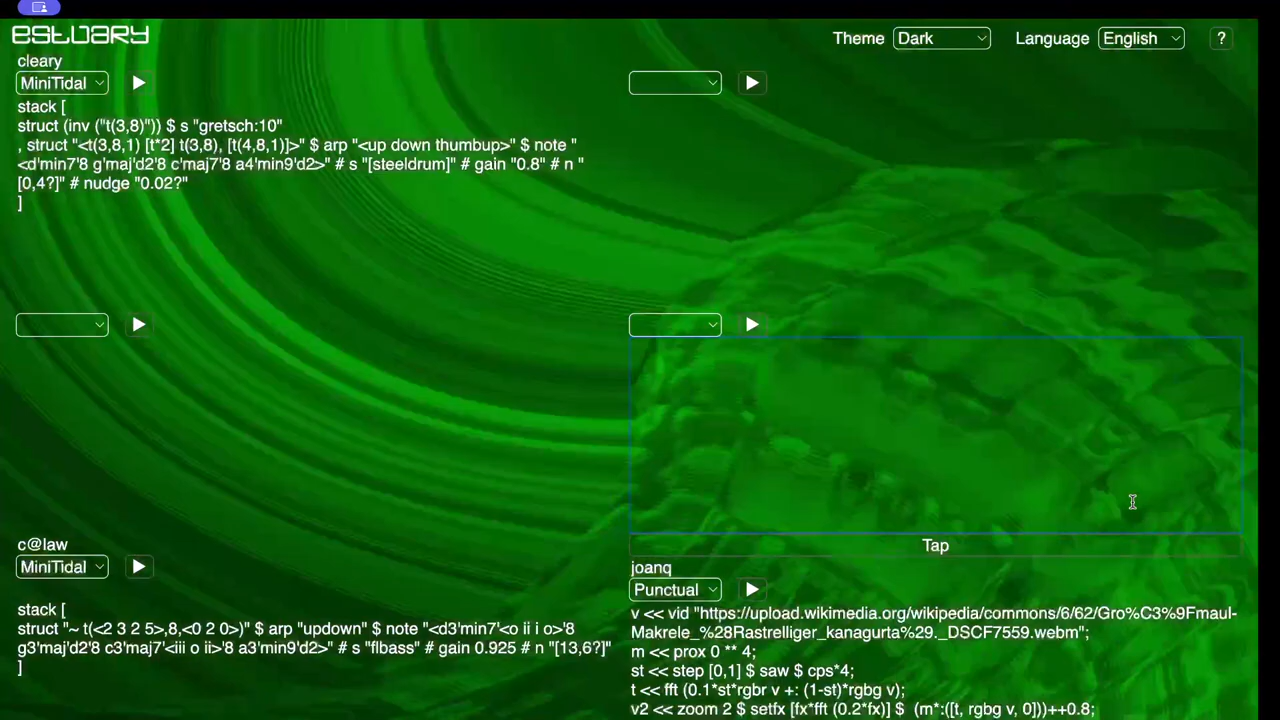 estuary
Theme Dark Language English ?
cleary
MiniTidal
stack [
struct (inv ("t(3,8)")) $ s "gretsch:10"
, struct "<t(3,8,1) [t*2] t(3,8), [t(4,8,1)]>" $ arp "<up down thumbup>" $ note "
<d'min7'8 g'maj'd2'8 c'maj7'8 a4'min9'd2>" # s "[steeldrum]" # gain "0.8" # n "
[0,4?]" # nudge "0.02?"
]
c@law
MiniTidal
stack [
struct "~ t(<2 3 2 5>,8,<0 2 0>)" $ arp "updown" $ note "<d3'min7'<o ii i o>'8
g3'maj'd2'8 c3'maj7'<iii o ii>'8 a3'min9'd2>" # s "flbass" # gain 0.925 # n "[13,6?]"
]
Tap
joanq
Punctual
v << vid "https://upload.wikimedia.org/wikipedia/commons/6/62/Gro%C3%9Fmaul-
Makrele_%28Rastrelliger_kanagurta%29._DSCF7559.webm";
m << prox 0 ** 4;
st << step [0,1] $ saw $ cps*4;
t << fft (0.1*st*rgbr v +: (1-st)*rgbg v);
v2 << zoom 2 $ setfx [fx*fft (0.2*fx)] $ (m*:([t, rgbg v, 0]))++0.8;